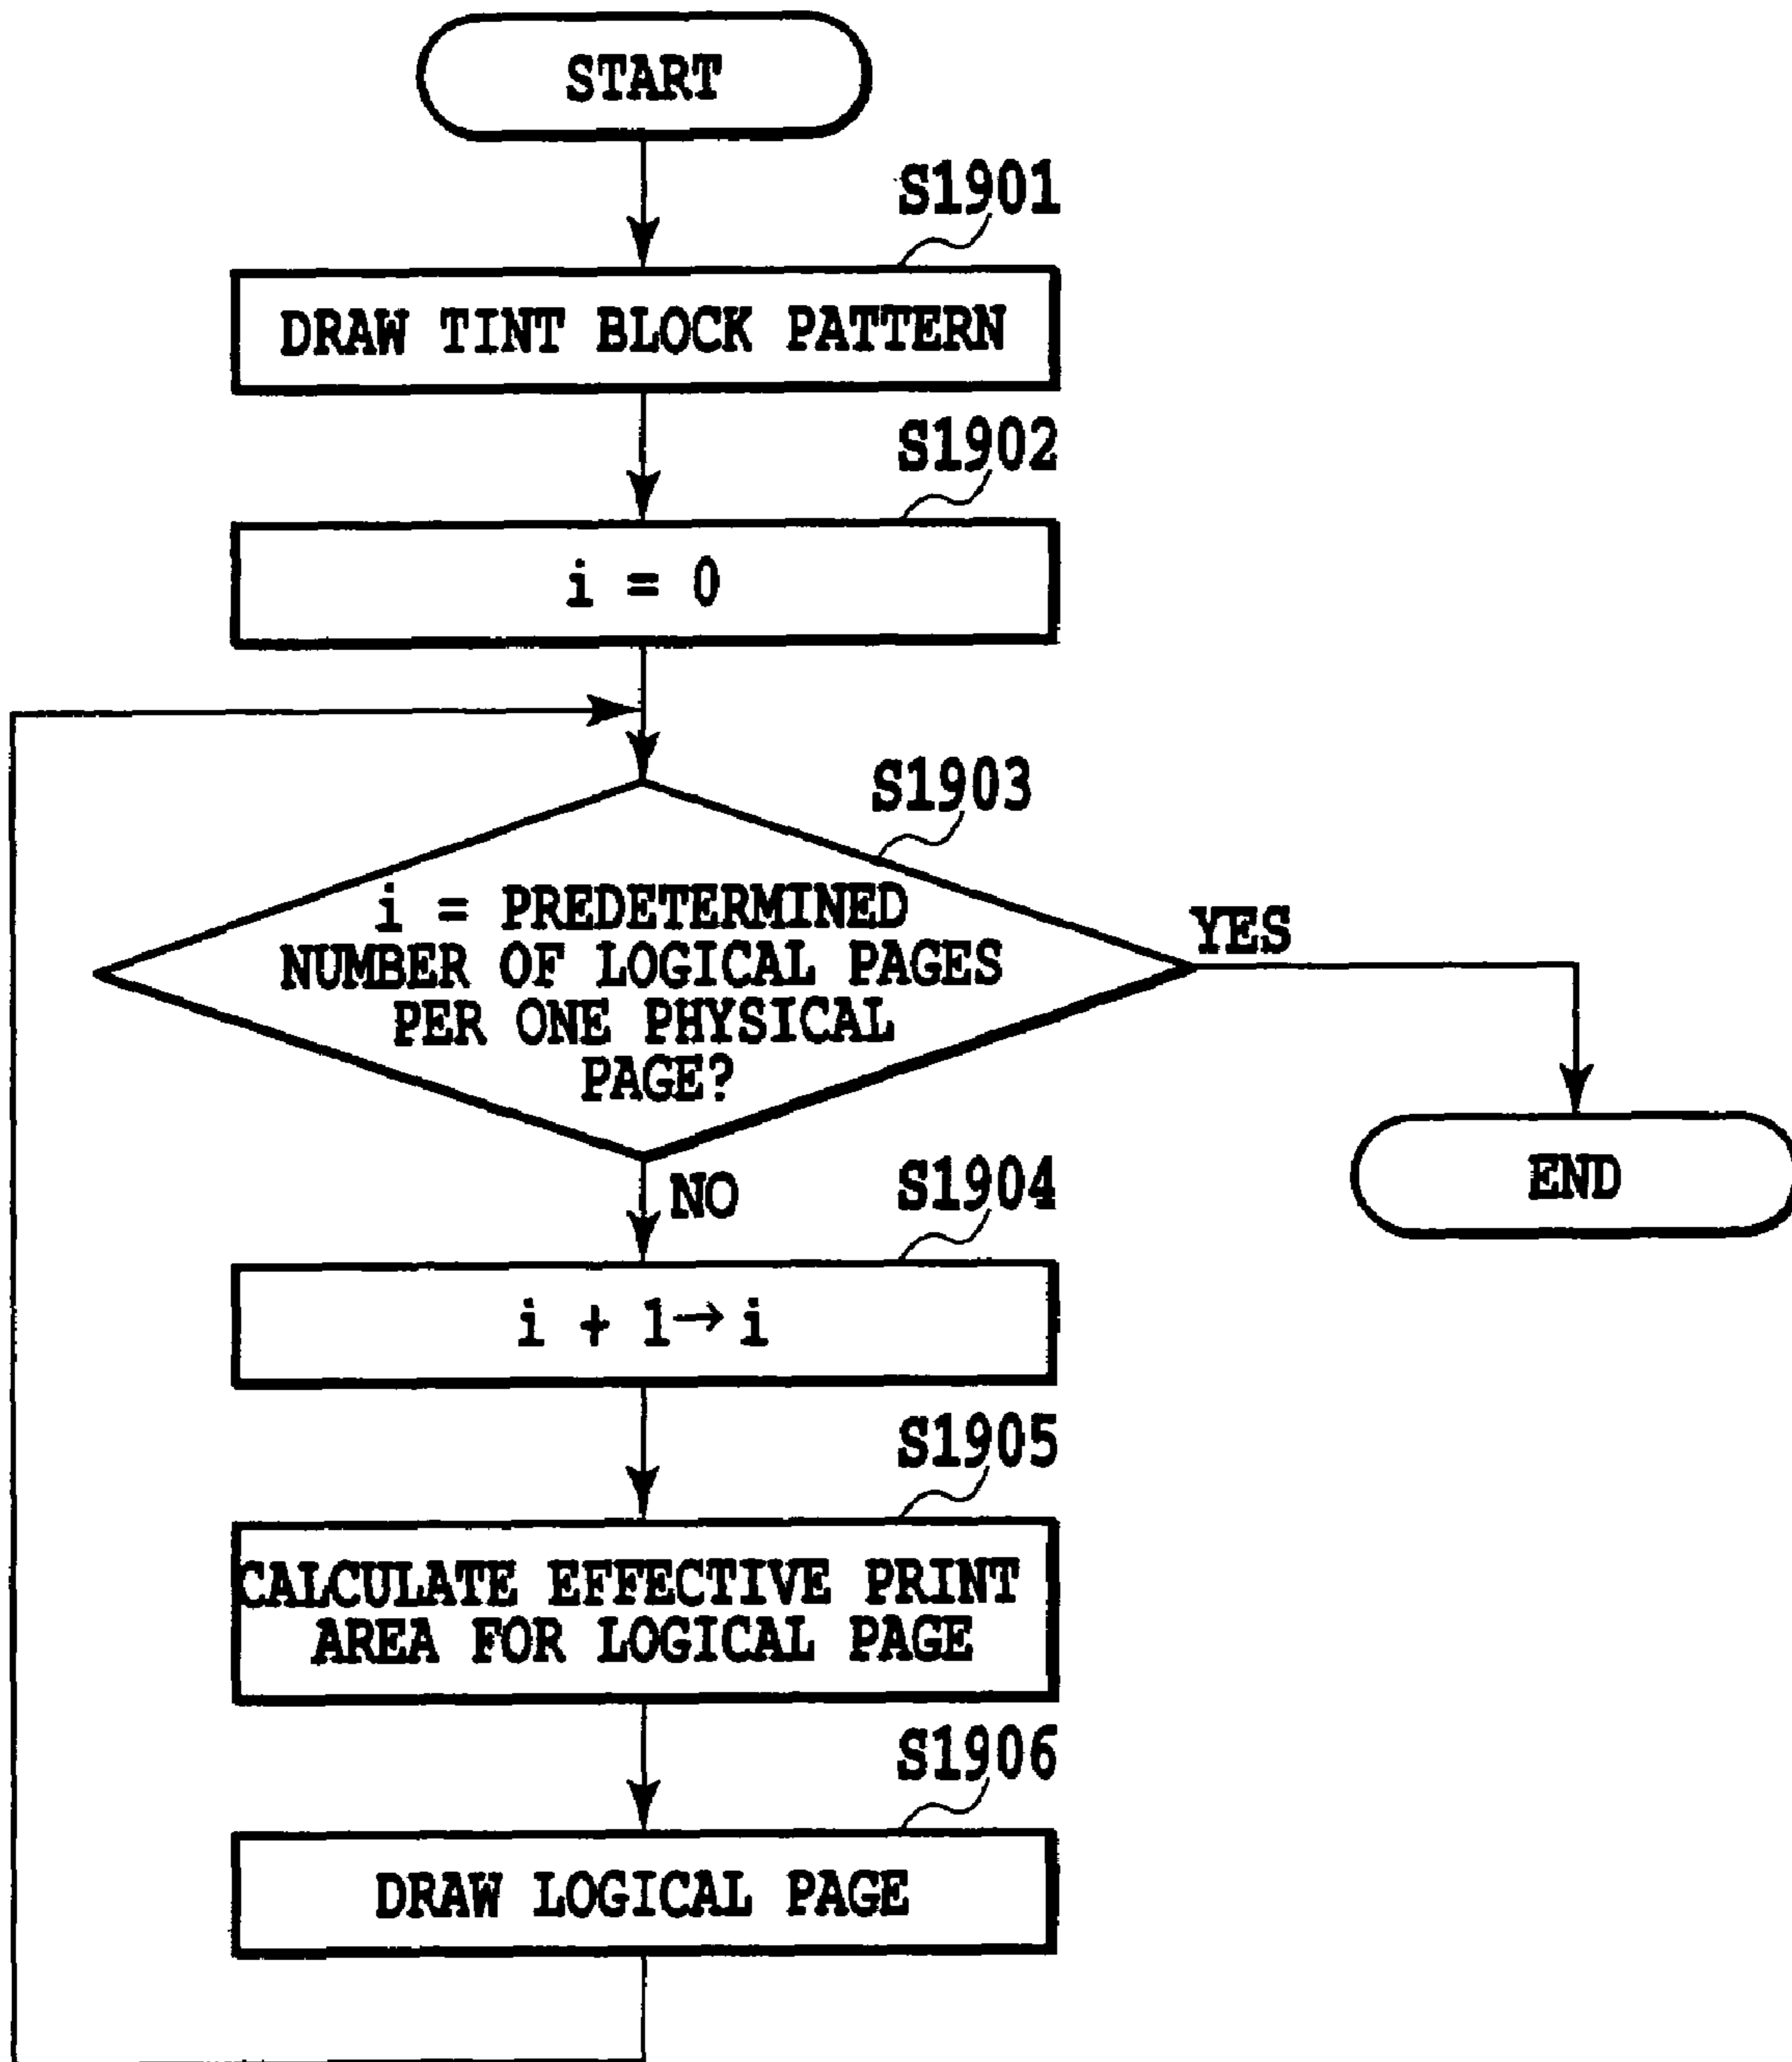 START
S1901
DRAW TINT BLOCK PATTERN
S1902
i = 0
S1903
i = PREDETERMINED
NUMBER OF LOGICAL PAGES
PER ONE PHYSICAL
PAGE?
YES
END
NO
S1904
i + 1→i
S1905
CALCULATE EFFECTIVE PRINT
AREA FOR LOGICAL PAGE
S1906
DRAW LOGICAL PAGE